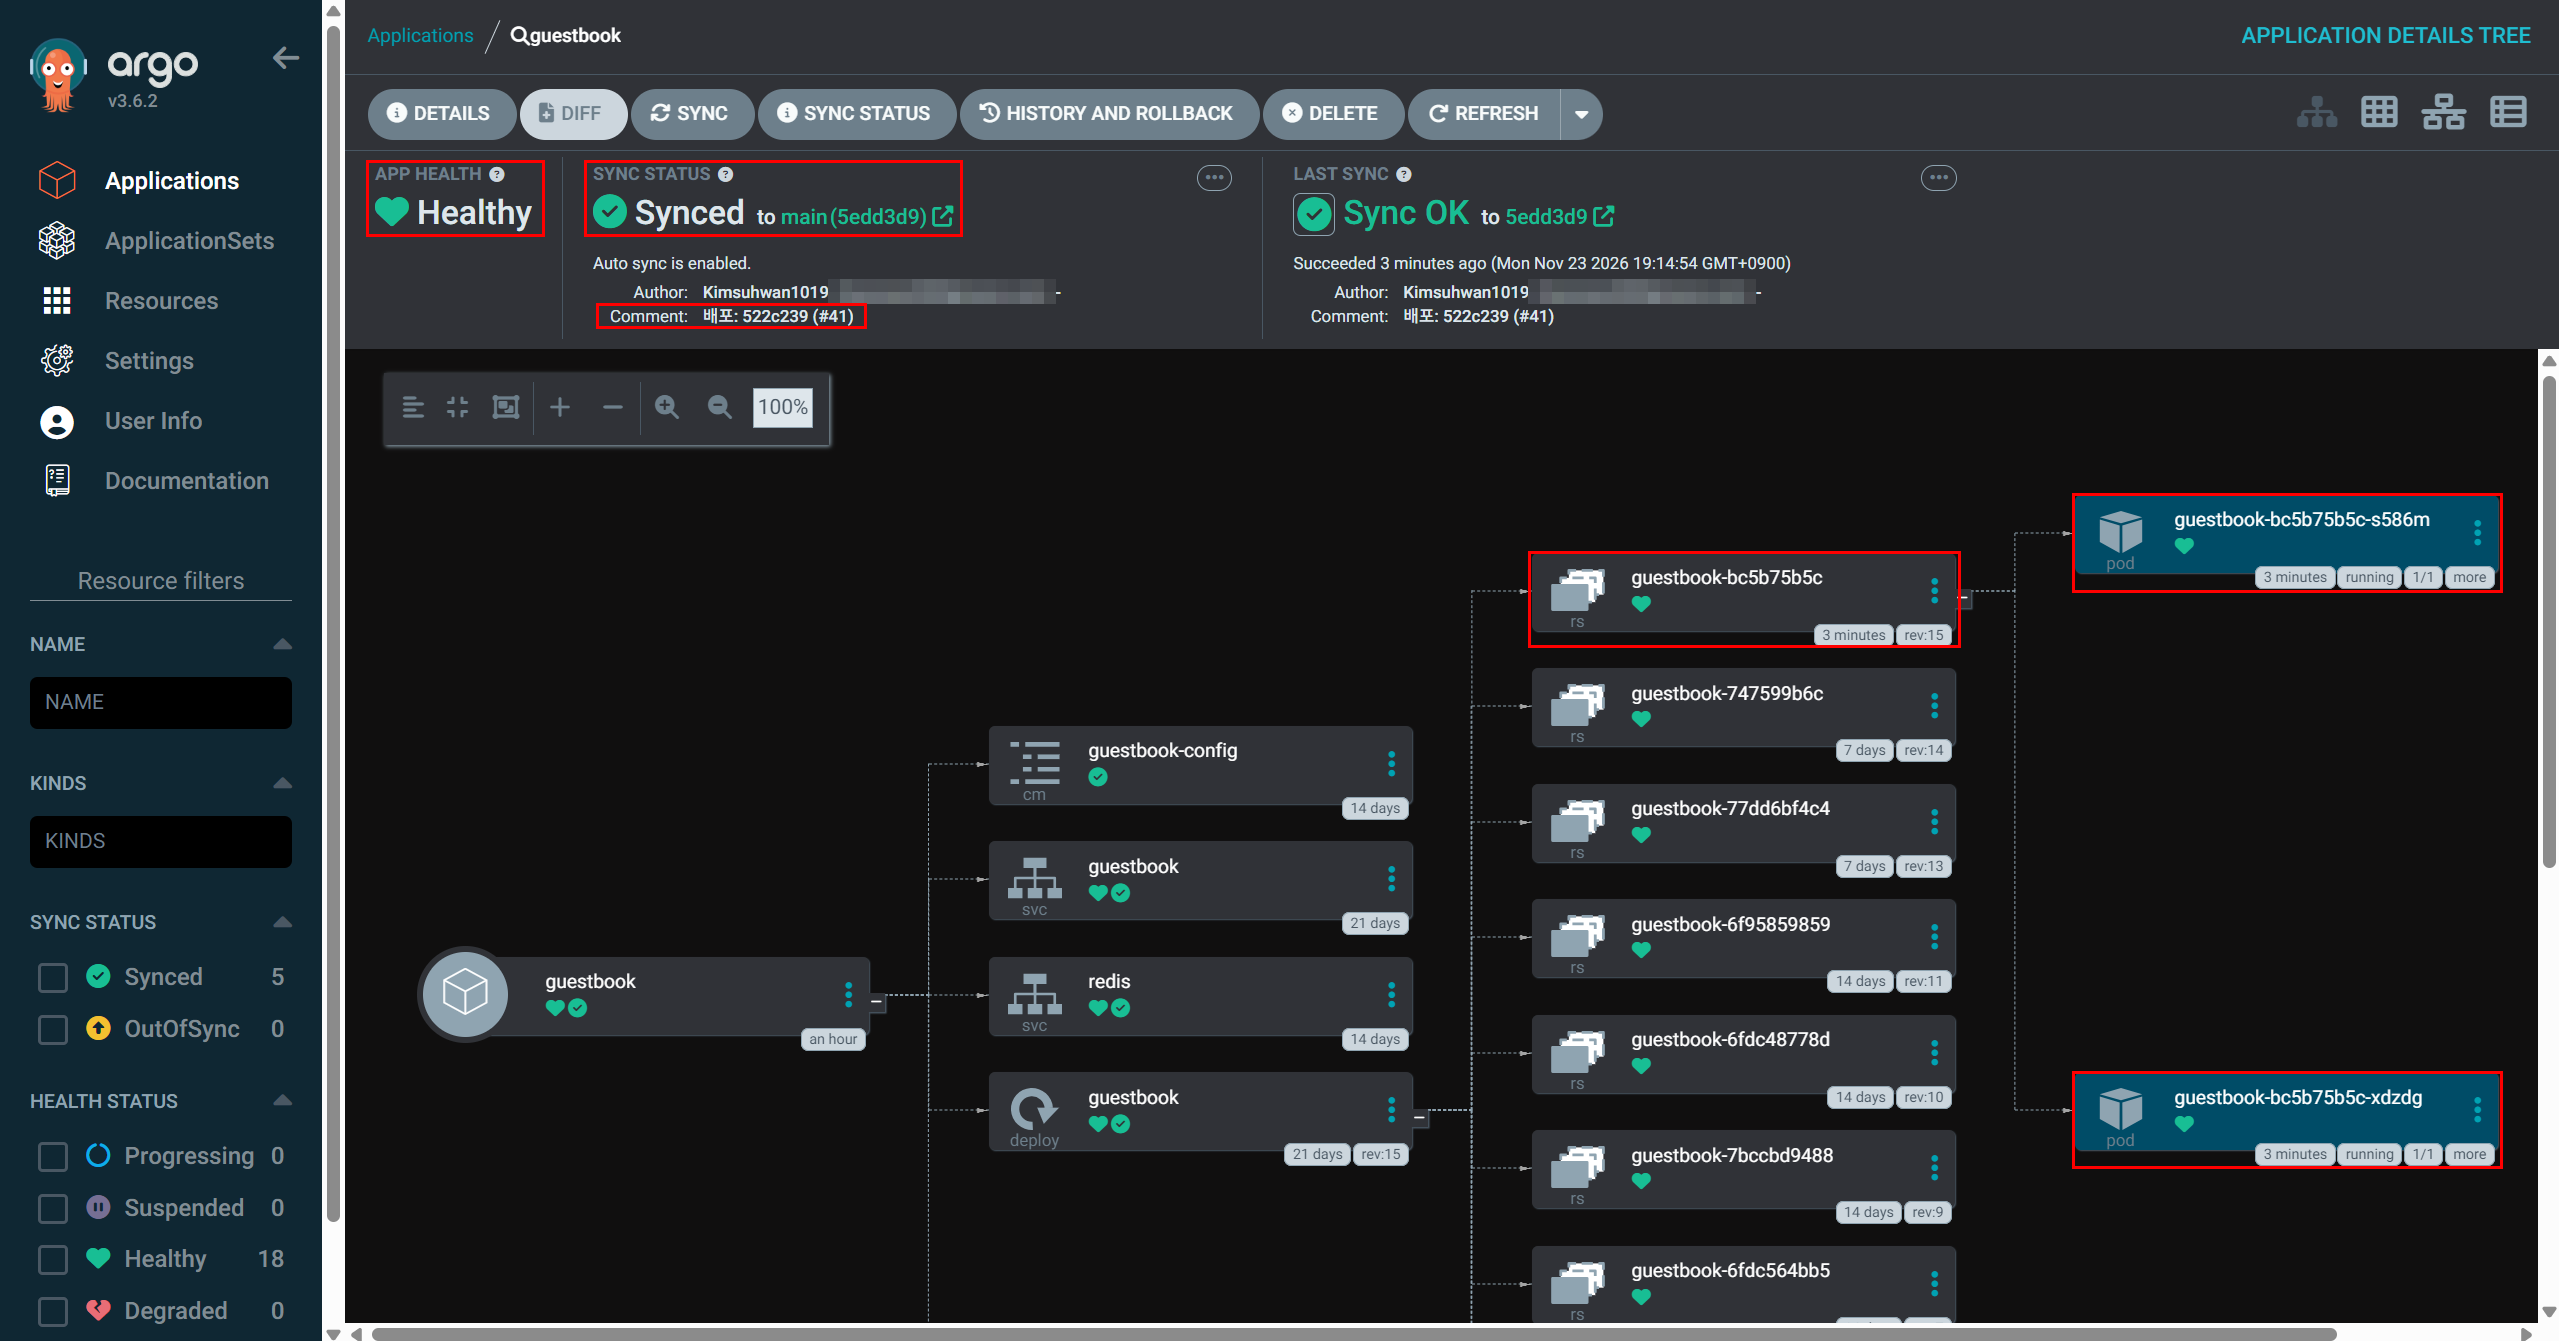 argo
v3.6.2
Applications
ApplicationSets
Resources
Settings
User Info
Documentation
Resource filters
NAME
NAME
KINDS
KINDS
SYNC STATUS
Synced 5
OutOfSync 0
HEALTH STATUS
Progressing 0
Suspended 0
Healthy 18
Degraded 0
Applications / guestbook
APPLICATION DETAILS TREE
DETAILS DIFF SYNC SYNC STATUS HISTORY AND ROLLBACK DELETE REFRESH
APP HEALTH
Healthy
SYNC STATUS
Synced to main (5edd3d9)
Auto sync is enabled.
Author: Kimsuhwan1019
Comment: 배포: 522c239 (#41)
LAST SYNC
Sync OK to 5edd3d9
Succeeded 3 minutes ago (Mon Nov 23 2026 19:14:54 GMT+0900)
Author: Kimsuhwan1019
Comment: 배포: 522c239 (#41)
100%
guestbook
an hour
guestbook-config
cm
14 days
guestbook
svc
21 days
redis
svc
14 days
guestbook
deploy
21 days rev:15
guestbook-bc5b75b5c
rs
3 minutes rev:15
guestbook-747599b6c
rs
7 days rev:14
guestbook-77dd6bf4c4
rs
7 days rev:13
guestbook-6f95859859
rs
14 days rev:11
guestbook-6fdc48778d
rs
14 days rev:10
guestbook-7bccbd9488
rs
14 days rev:9
guestbook-6fdc564bb5
rs
guestbook-bc5b75b5c-s586m
pod
3 minutes running 1/1 more
guestbook-bc5b75b5c-xdzdg
pod
3 minutes running 1/1 more